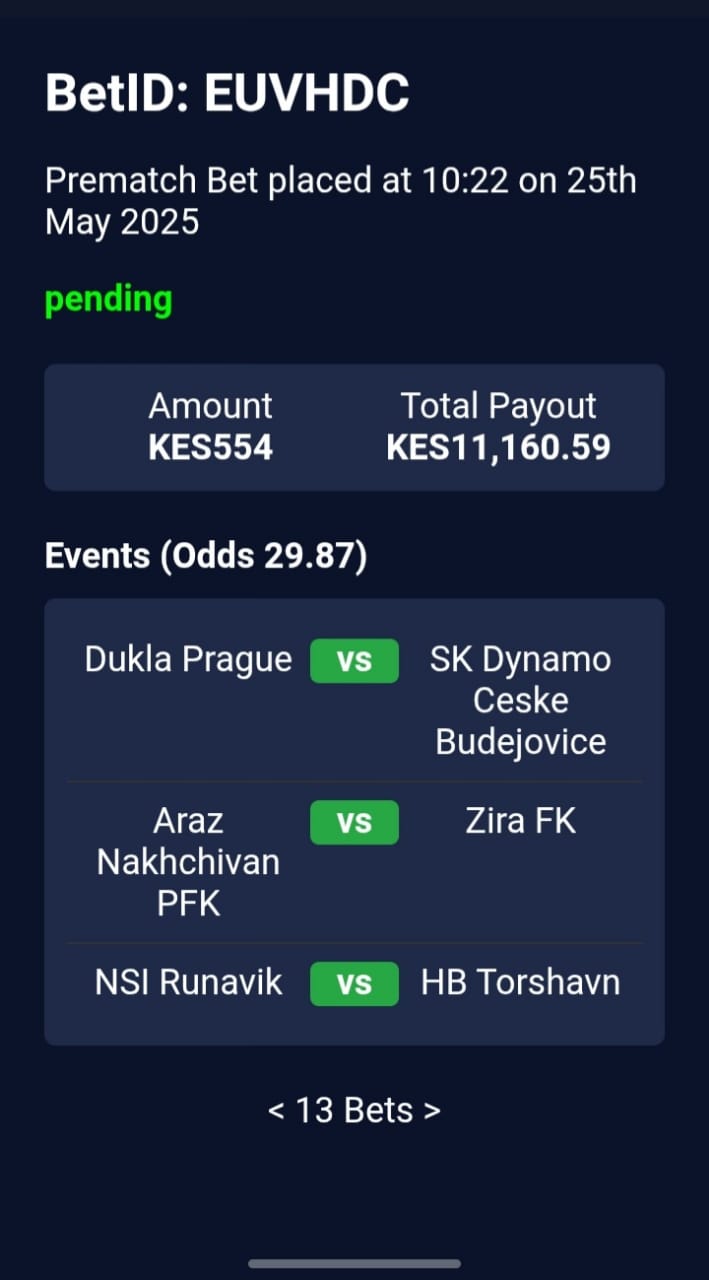 BetID: EUVHDC
Prematch Bet placed at 10:22 on 25th
May 2025
pending
Amount
KES554
Total Payout
KES11,160.59
Events (Odds 29.87)
Dukla Prague
vs
SK Dynamo
Ceske
Budejovice
Araz
Nakhchivan
PFK
vs
Zira FK
NSI Runavik
vs
HB Torshavn
< 13 Bets >